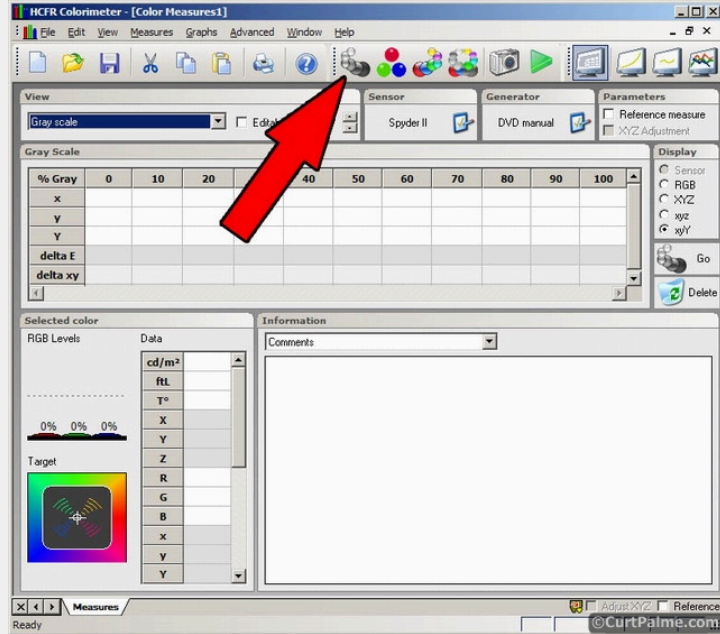 HCFR Colorimeter - [Color Measures1]
File Edit View Measures Graphs Advanced Window Help
View Sensor Generator Parameters
Gray scale
Spyder II DVD manual
Reference measure
XYZ Adjustment
Gray Scale
% Gray 0 10 20 40 50 60 70 80 90 100
x
y
Y
delta E
delta xy
Display
Sensor
RGB
XYZ
xyz
xyY
Go
Delete
Selected color
RGB Levels
0% 0% 0%
Target
Data
cd/m²
ftL
T°
X
Y
Z
R
G
B
x
y
Y
Information
Comments
Measures
Adjust XYZ Reference
Ready
©CurtPalme.com